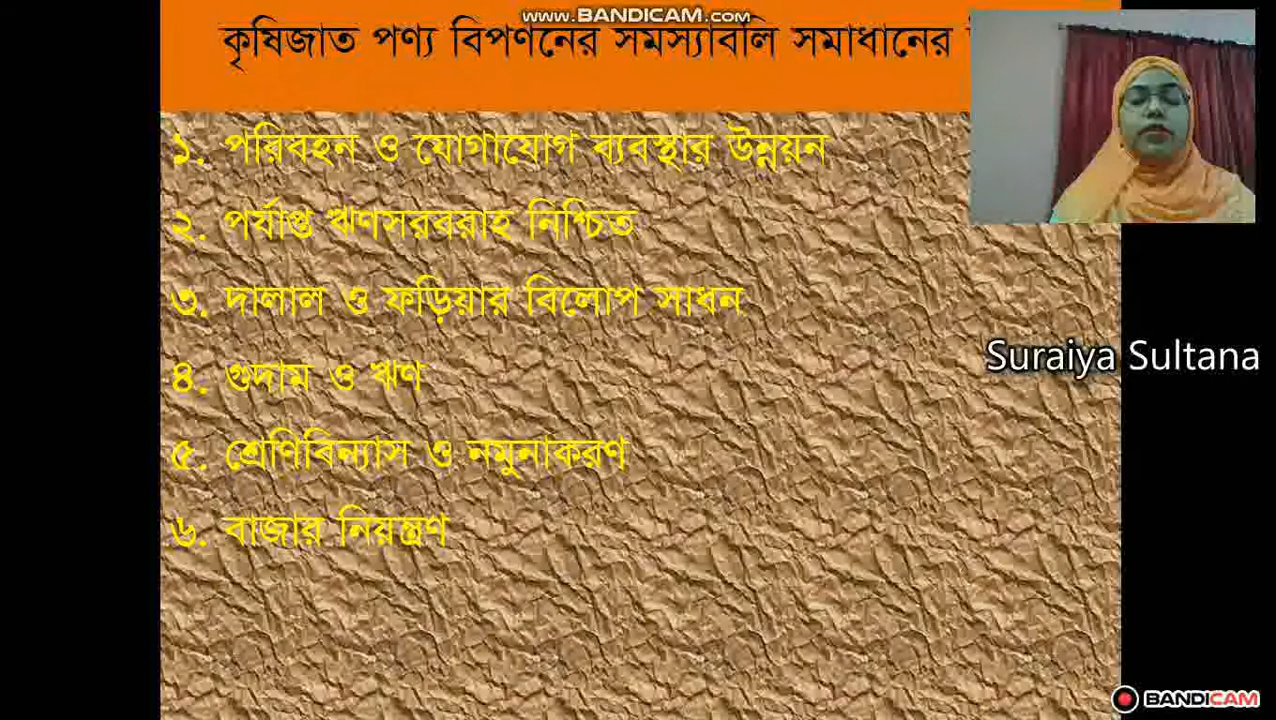 www.BANDICAM.com
কৃষিজাত পণ্য বিপণনের সমস্যাবলি সমাধানের
১. পরিবহন ও যোগাযোগ ব্যবস্থার উন্নয়ন
২. পর্যাপ্ত ঋণসরবরাহ নিশ্চিত
৩. দালাল ও ফড়িয়ার বিলোপ সাধন
Suraiya Sultana
৪. গুদাম ও ঋণ
৫. শ্রেণিবিন্যাস ও নমুনাকরণ
৬. বাজার নিয়ন্ত্রণ
BANDICAM